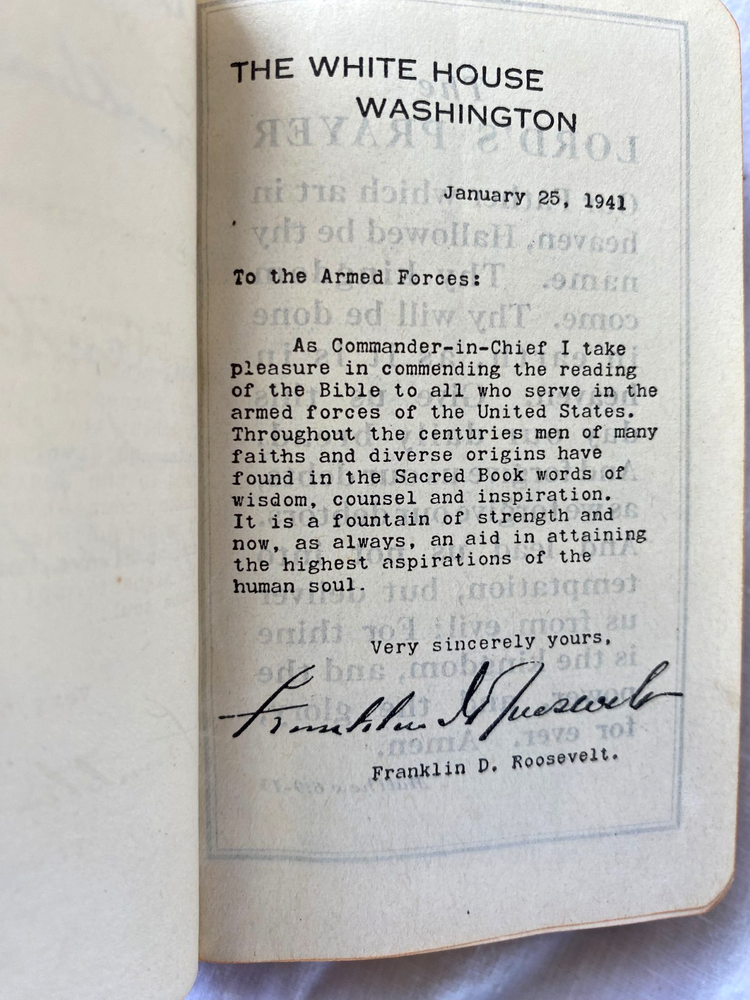 THE WHITE HOUSE
WASHINGTON
January 25, 1941
To the Armed Forces:
As Commander-in-Chief I take
pleasure in commending the reading
of the Bible to all who serve in the
armed forces of the United States.
Throughout the centuries men of many
faiths and diverse origins have
found in the Sacred Book words of
wisdom, counsel and inspiration.
It is a fountain of strength and
now, as always, an aid in attaining
the highest aspirations of the
human soul.
Very sincerely yours,
Franklin D Roosevelt
Franklin D. Roosevelt.